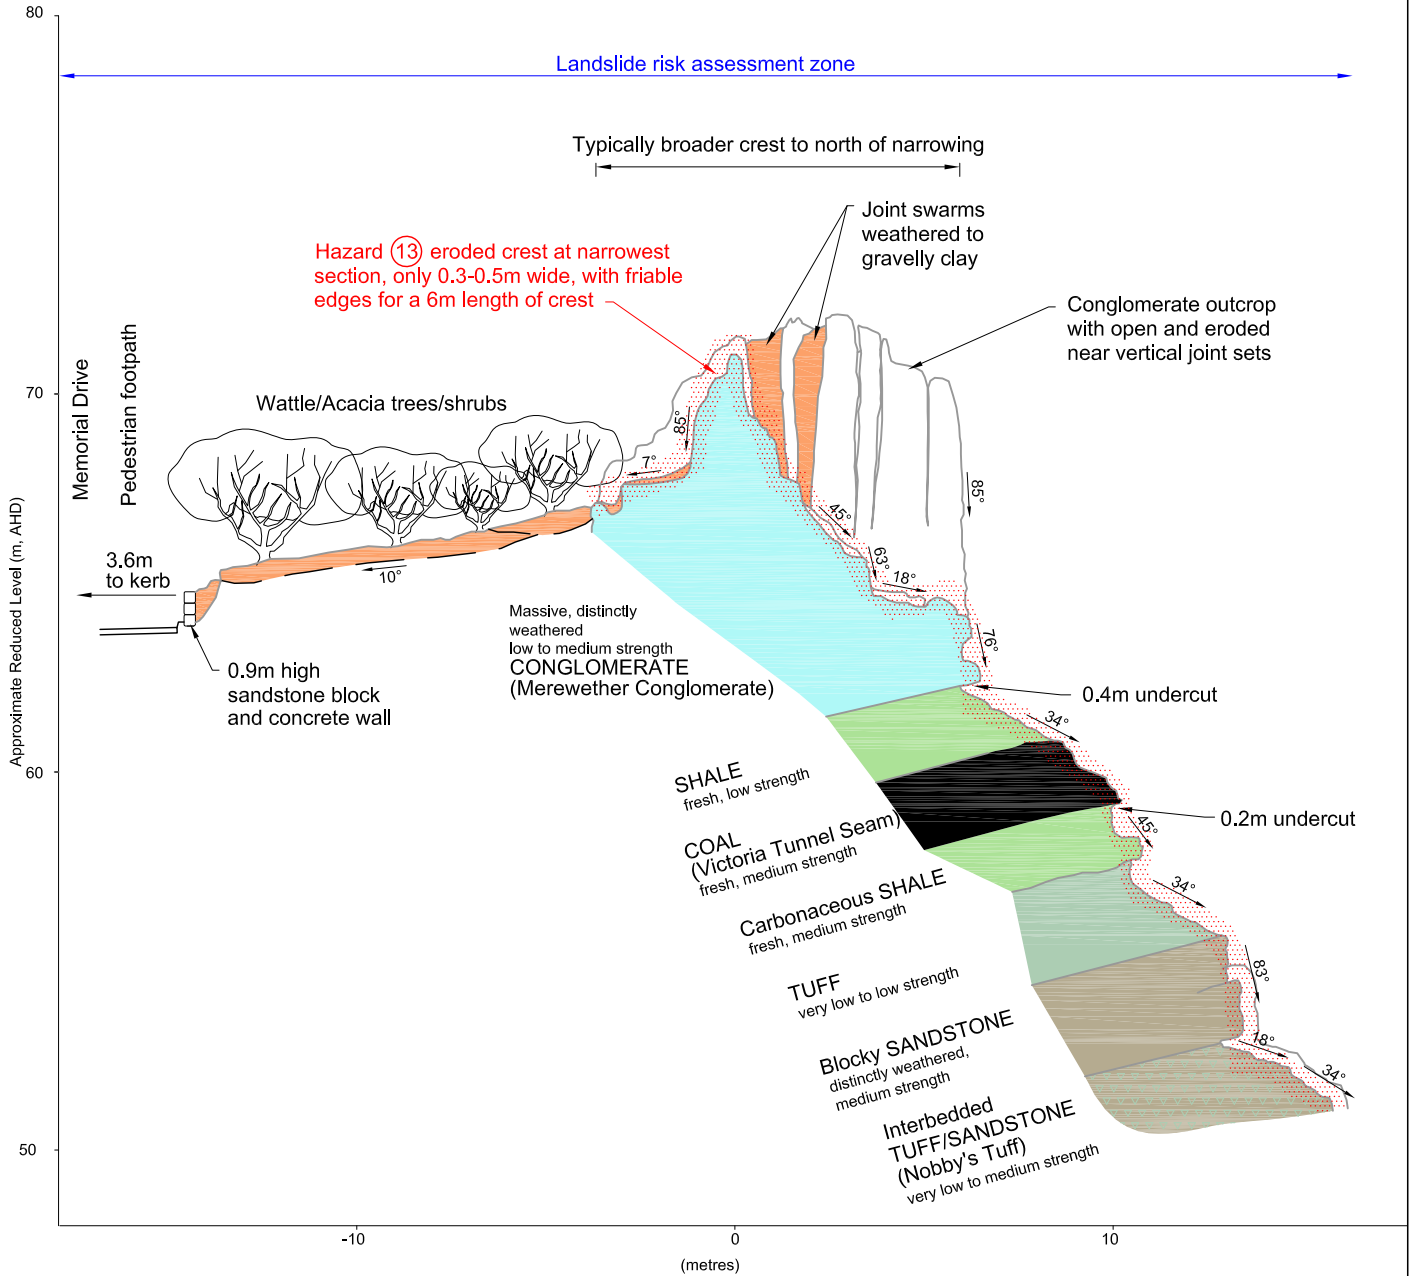 80
Landslide risk assessment zone
Typically broader crest to north of narrowing
Joint swarms
weathered to
gravelly clay
Hazard 13 eroded crest at narrowest
section, only 0.3-0.5m wide, with friable
edges for a 6m length of crest
Conglomerate outcrop
with open and eroded
near vertical joint sets
Memorial Drive
Pedestrian footpath
70
Wattle/Acacia trees/shrubs
85°
7°
85°
45°
63°
18°
Approximate Reduced Level (m, AHD)
3.6m
to kerb
10°
Massive, distinctly
weathered
low to medium strength
CONGLOMERATE
(Merewether Conglomerate)
76°
0.9m high
sandstone block
and concrete wall
0.4m undercut
34°
60
SHALE
fresh, low strength
0.2m undercut
45°
COAL
(Victoria Tunnel Seam)
fresh, medium strength
34°
Carbonaceous SHALE
fresh, medium strength
83°
TUFF
very low to low strength
Blocky SANDSTONE
distinctly weathered,
medium strength
18°
34°
Interbedded
TUFF/SANDSTONE
(Nobby's Tuff)
very low to medium strength
50
-10
0
10
(metres)